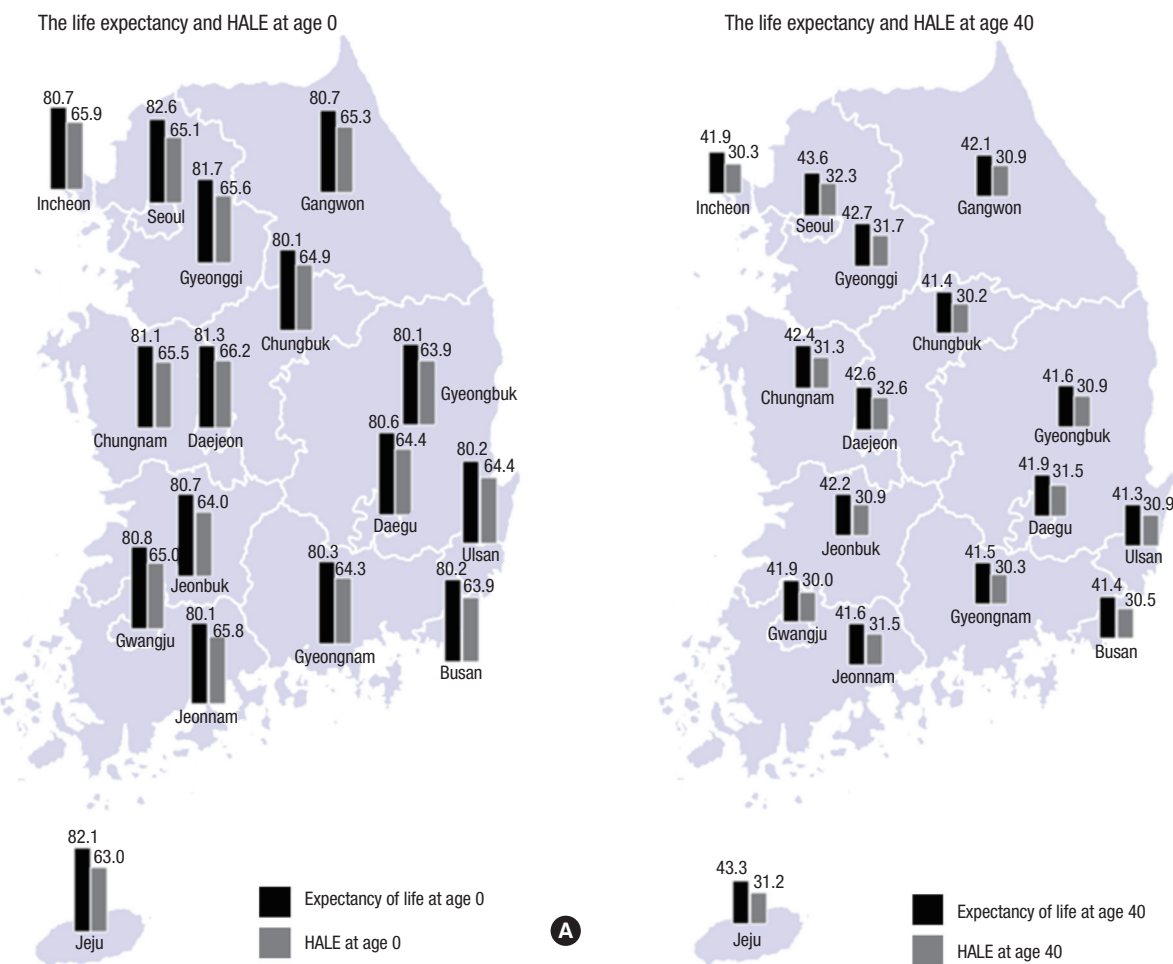 The life expectancy and HALE at age 0
80.7
65.9
Incheon
82.6
65.1
Seoul
81.7
65.6
Gyeonggi
80.7
65.3
Gangwon
80.1
64.9
Chungbuk
81.1
65.5
Chungnam
81.3
66.2
Daejeon
80.1
63.9
Gyeongbuk
80.6
64.4
Daegu
80.2
64.4
Ulsan
80.7
64.0
Jeonbuk
80.8
65.0
Gwangju
80.1
65.8
Jeonnam
80.3
64.3
Gyeongnam
80.2
63.9
Busan
82.1
63.0
Jeju
Expectancy of life at age 0
HALE at age 0
A
The life expectancy and HALE at age 40
41.9
30.3
Incheon
43.6
32.3
Seoul
42.7
31.7
Gyeonggi
42.1
30.9
Gangwon
41.4
30.2
Chungbuk
42.4
31.3
Chungnam
42.6
32.6
Daejeon
41.6
30.9
Gyeongbuk
41.9
31.5
Daegu
41.3
30.9
Ulsan
42.2
30.9
Jeonbuk
41.9
30.0
Gwangju
41.6
31.5
Jeonnam
41.5
30.3
Gyeongnam
41.4
30.5
Busan
43.3
31.2
Jeju
Expectancy of life at age 40
HALE at age 40